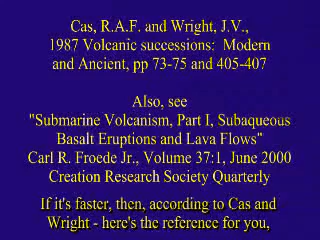 Cas, R.A.F. and Wright, J.V.,
1987 Volcanic successions: Modern
and Ancient, pp 73-75 and 405-407
Also, see
"Submarine Volcanism, Part I, Subaqueous
Basalt Eruptions and Lava Flows"
Carl R. Froede Jr., Volume 37:1, June 2000
Creation Research Society Quarterly
If it's faster, then, according to Cas and
Wright - here's the reference for you,